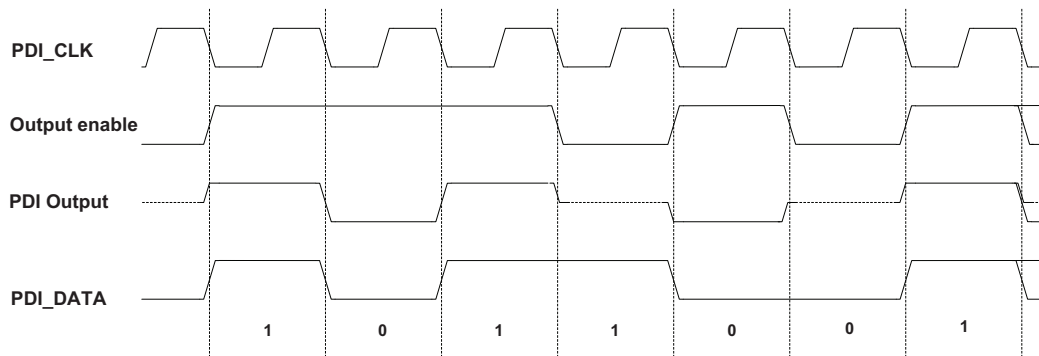 PDI_CLK
Output enable
PDI Output
PDI_DATA
1 0 1 1 0 0 1